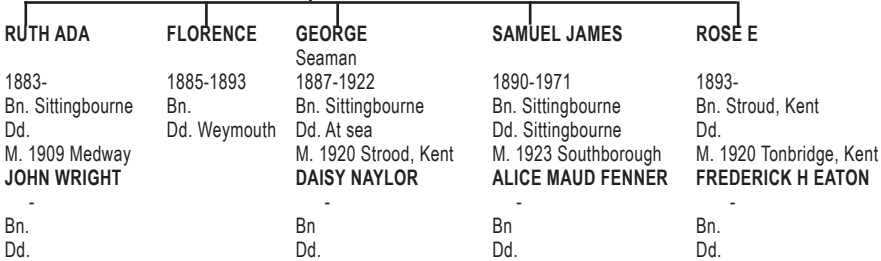 RUTH ADA FLORENCE GEORGE SAMUEL JAMES ROSE E
Seaman
1883- 1885-1893 1887-1922 1890-1971 1893-
Bn. Sittingbourne Bn. Bn. Sittingbourne Bn. Sittingbourne Bn. Stroud, Kent
Dd. Dd. Weymouth Dd. At sea Dd. Sittingbourne Dd.
M. 1909 Medway M. 1920 Strood, Kent M. 1923 Southborough M. 1920 Tonbridge, Kent
JOHN WRIGHT DAISY NAYLOR ALICE MAUD FENNER FREDERICK H EATON
- - - -
Bn. Bn Bn Bn.
Dd. Dd. Dd. Dd.